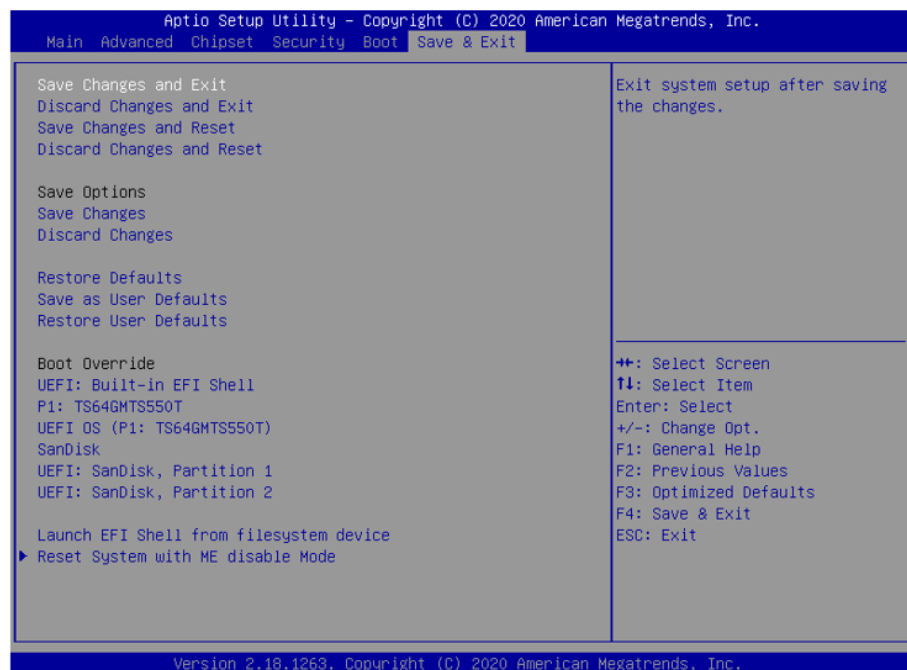 Aptio Setup Utility – Copyright (C) 2020 American Megatrends, Inc.
Main Advanced Chipset Security Boot Save & Exit
Save Changes and Exit
Discard Changes and Exit
Save Changes and Reset
Discard Changes and Reset
Save Options
Save Changes
Discard Changes
Restore Defaults
Save as User Defaults
Restore User Defaults
Boot Override
UEFI: Built-in EFI Shell
P1: TS64GMTS550T
UEFI OS (P1: TS64GMTS550T)
SanDisk
UEFI: SanDisk, Partition 1
UEFI: SanDisk, Partition 2
Launch EFI Shell from filesystem device
Reset System with ME disable Mode
Exit system setup after saving
the changes.
→←: Select Screen
↑↓: Select Item
Enter: Select
+/-: Change Opt.
F1: General Help
F2: Previous Values
F3: Optimized Defaults
F4: Save & Exit
ESC: Exit
Version 2.18.1263. Copyright (C) 2020 American Megatrends, Inc.